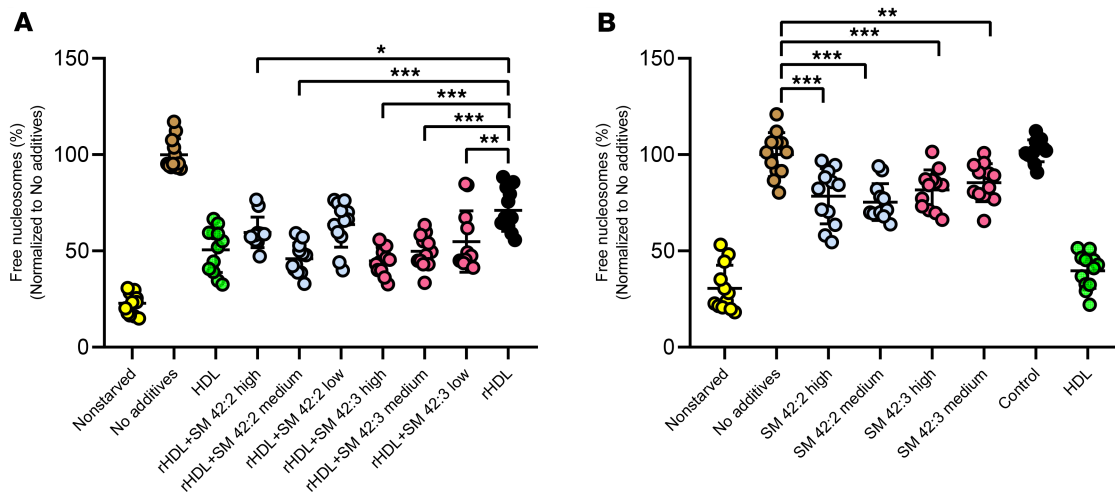 A
Free nucleosomes (%)
(Normalized to No additives)
150
100
50
0
*
***
***
***
**
Nonstarved
No additives
HDL
rHDL+SM 42:2 high
rHDL+SM 42:2 medium
rHDL+SM 42:2 low
rHDL+SM 42:3 high
rHDL+SM 42:3 medium
rHDL+SM 42:3 low
rHDL
B
Free nucleosomes (%)
(Normalized to No additives)
150
100
50
0
**
***
***
***
Nonstarved
No additives
SM 42:2 high
SM 42:2 medium
SM 42:3 high
SM 42:3 medium
Control
HDL